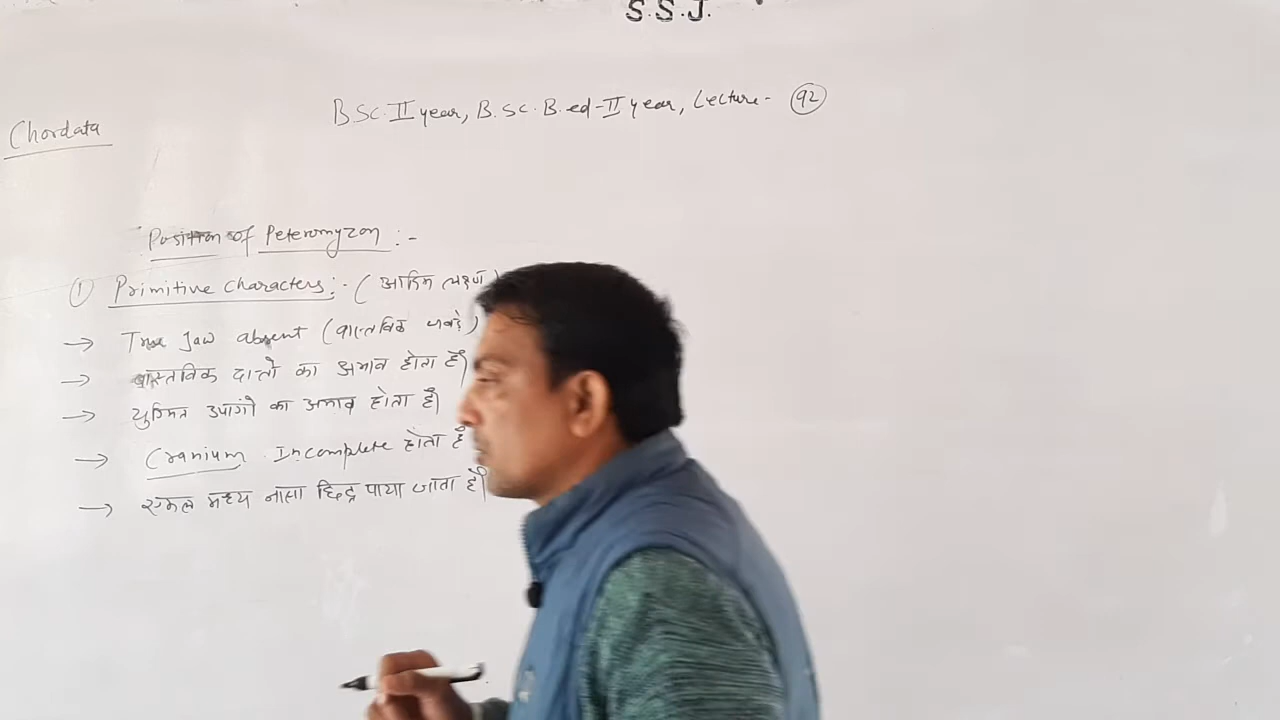 S.S.J.
B.Sc. II year, B.Sc. B.ed - II year, Lecture - 92
Chordata
Position of Peteromyzon :-
① Primitive characters :- (आदिम लक्षण)
→ True Jaw absent (वास्तविक जबड़े)
→ वास्तविक दान्तो का अभाव होता है।
→ युग्मित उपांगो का अभाव होता है।
→ Cranium Incomplete होता है
→ एकल मध्य नासा छिद्र पाया जाता है।